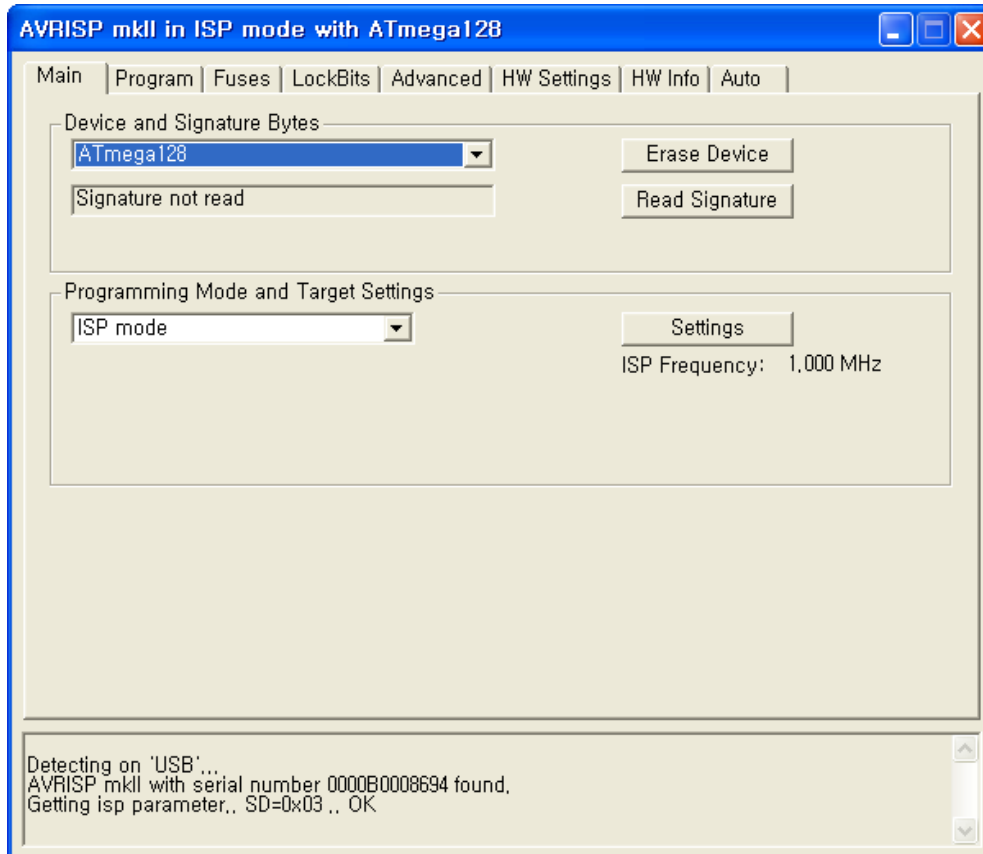 AVRISP mkII in ISP mode with ATmega128
Main Program Fuses LockBits Advanced HW Settings HW Info Auto
Device and Signature Bytes
ATmega128 Erase Device
Signature not read Read Signature
Programming Mode and Target Settings
ISP mode Settings
ISP Frequency: 1,000 MHz
Detecting on 'USB',,,
AVRISP mkII with serial number 0000B0008694 found,
Getting isp parameter,, SD=0x03 ,, OK